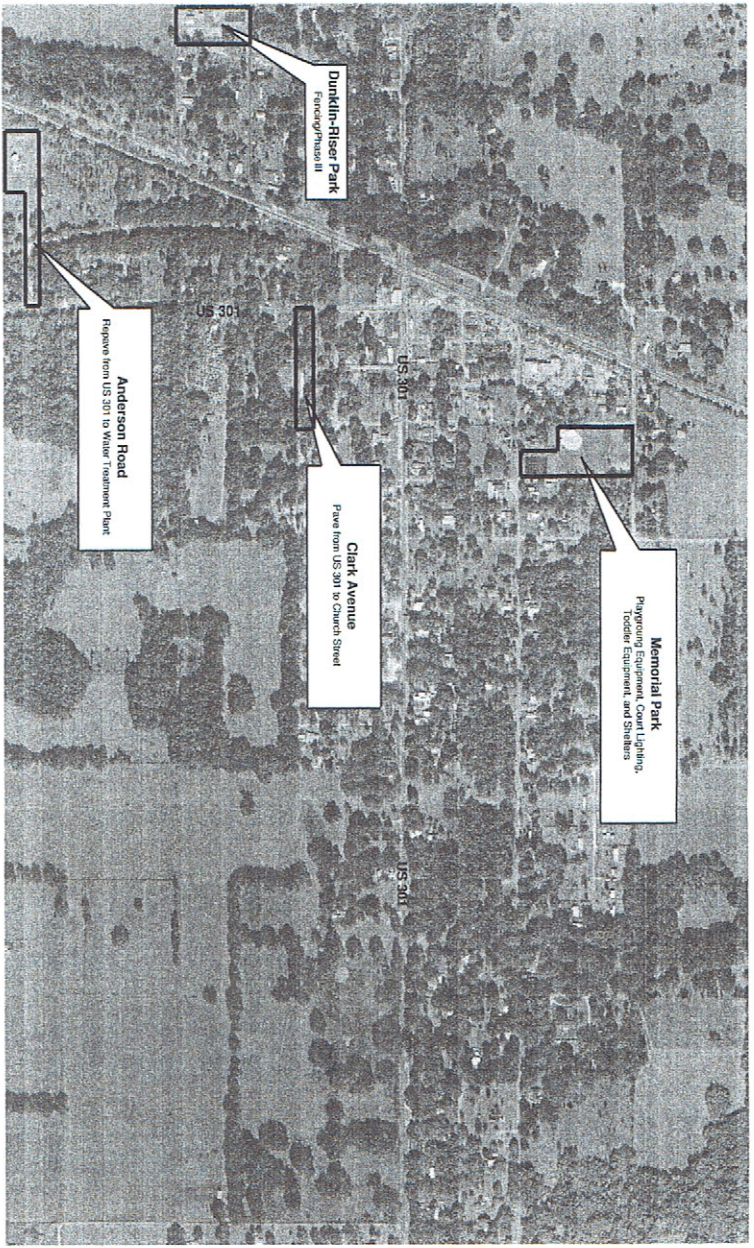 Dunklin-Riser Park
Fencing/Phase III
Memorial Park
Playgroung Equipment, Court Lighting,
Toddler Equipment, and Shelters
US 301
US 301
US 301
Clark Avenue
Pave from US 301 to Church Street
Anderson Road
Repave from US 301 to Water Treatment Plant